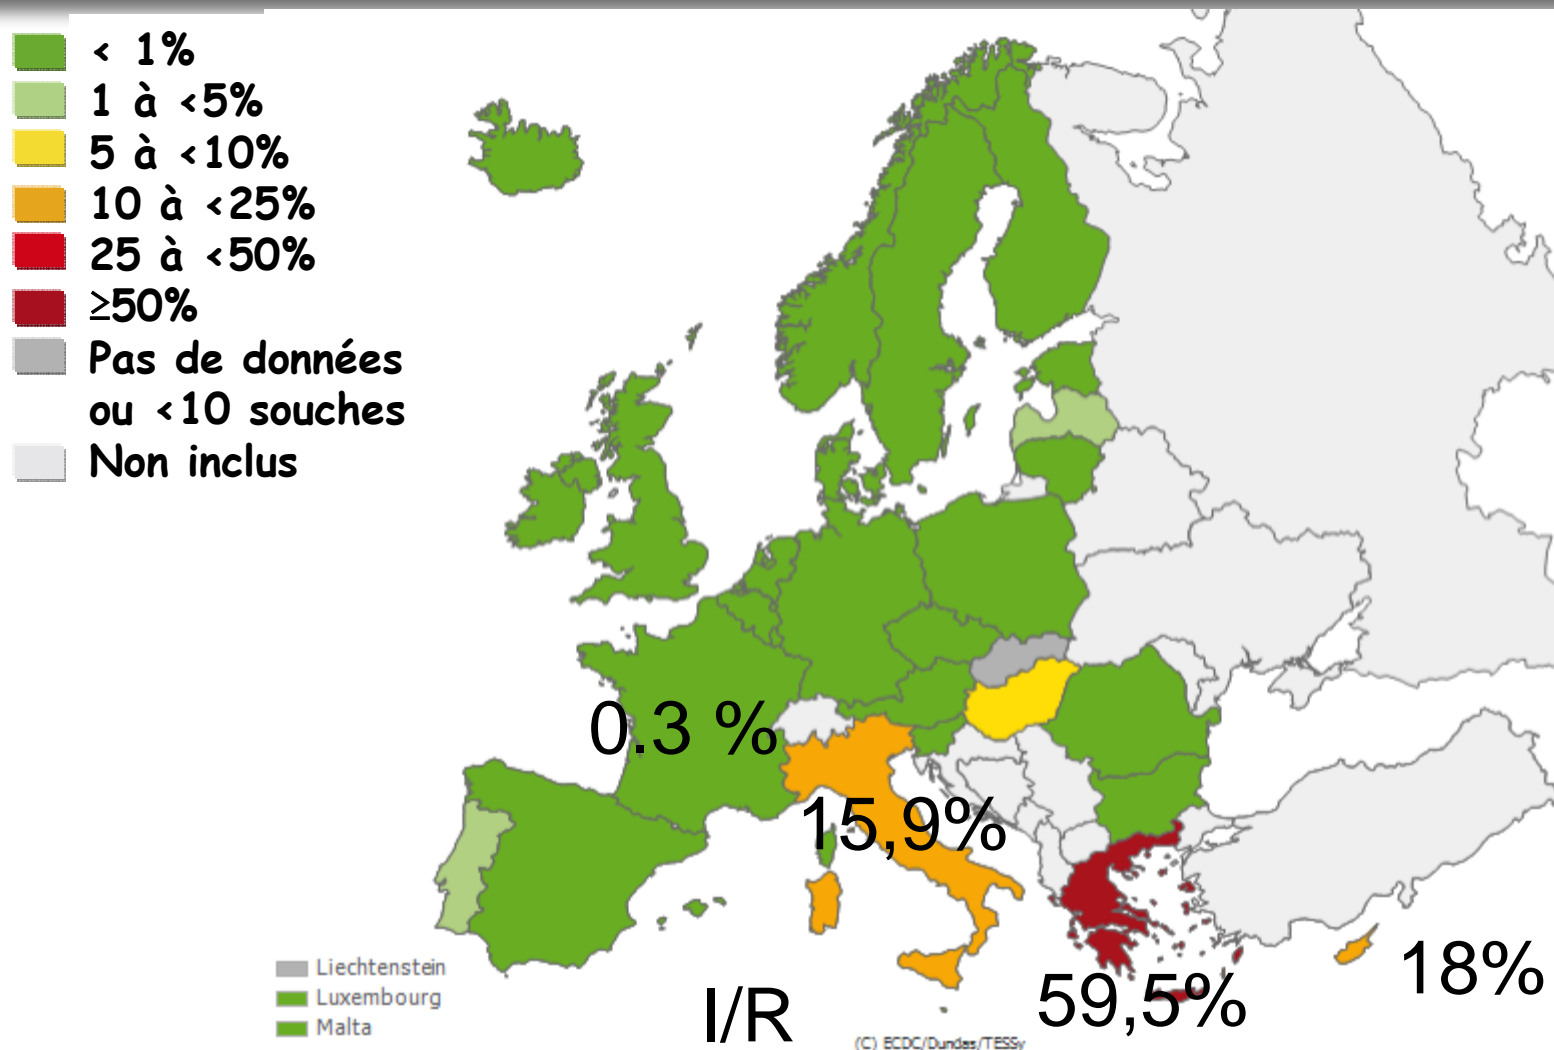 < 1%
1 à <5%
5 à <10%
10 à <25%
25 à <50%
≥50%
Pas de données
ou <10 souches
Non inclus
0.3 %
15,9%
18%
59,5%
I/R
Liechtenstein
Luxembourg
Malta
(C) ECDC/Dundas/TESSy